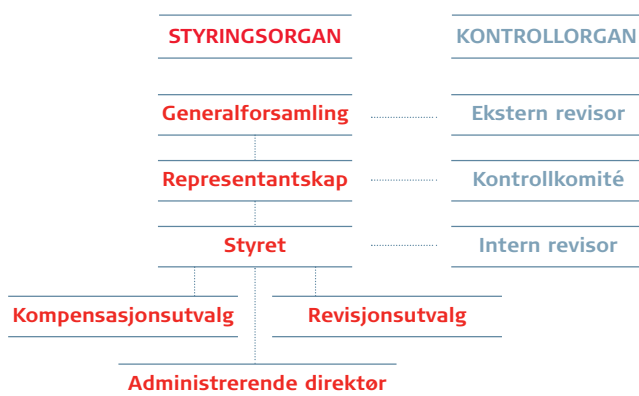 STYRINGSORGAN
KONTROLLORGAN
Generalforsamling
Ekstern revisor
Representantskap
Kontrollkomité
Styret
Intern revisor
Kompensasjonsutvalg
Revisjonsutvalg
Administrerende direktør